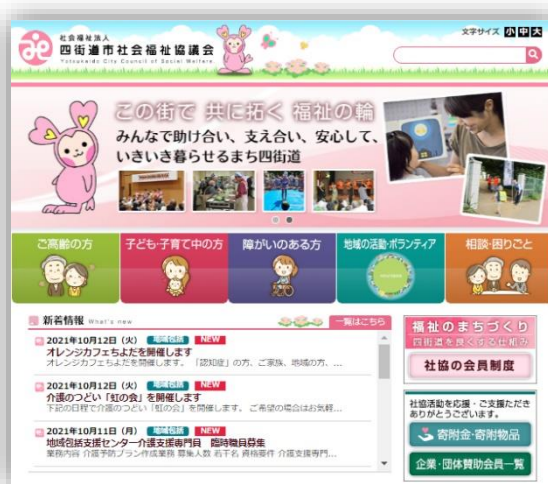 社会福祉法人
四街道市社会福祉協議会
Yotsukaido City Council of Social Welfare
文字サイズ 小 中 大
この街で 共に拓く 福祉の輪
みんなで助け合い、支え合い、安心して、
いきいき暮らせるまち四街道
ご高齢の方
子ども・子育て中の方
障がいのある方
地域の活動・ボランティア
相談・困りごと
新着情報 What's new
一覧はこちら
2021年10月12日（火） 地域包括 NEW
オレンジカフェちよだを開催します
オレンジカフェちよだを開催します。 「認知症」の方、ご家族、地域の方、...
2021年10月12日（火） 地域包括 NEW
介護のつどい「虹の会」を開催します
下記の日程で介護のつどい「虹の会」を開催します。 ご希望の場合はお気軽...
2021年10月11日（月） 地域包括 NEW
地域包括支援センター介護支援専門員 臨時職員募集
業務内容 介護予防プラン作成業務 募集人数 若干名 資格要件 介護支援専門...
福祉のまちづくり
四街道を良くする仕組み
社協の会員制度
社協活動を応援・ご支援ただき
ありがとうございます。
寄附金・寄附物品
企業・団体賛助会員一覧